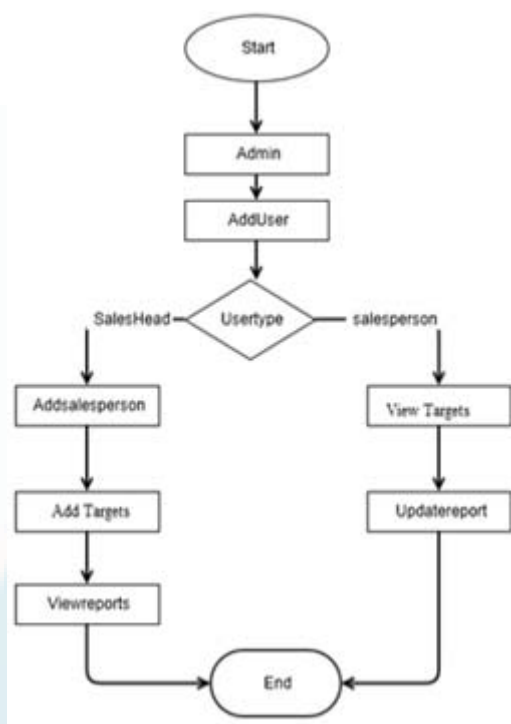 Start
Admin
AddUser
Usertype
SalesHead
salesperson
Addsalesperson
View Targets
Add Targets
Updatereport
Viewreports
End